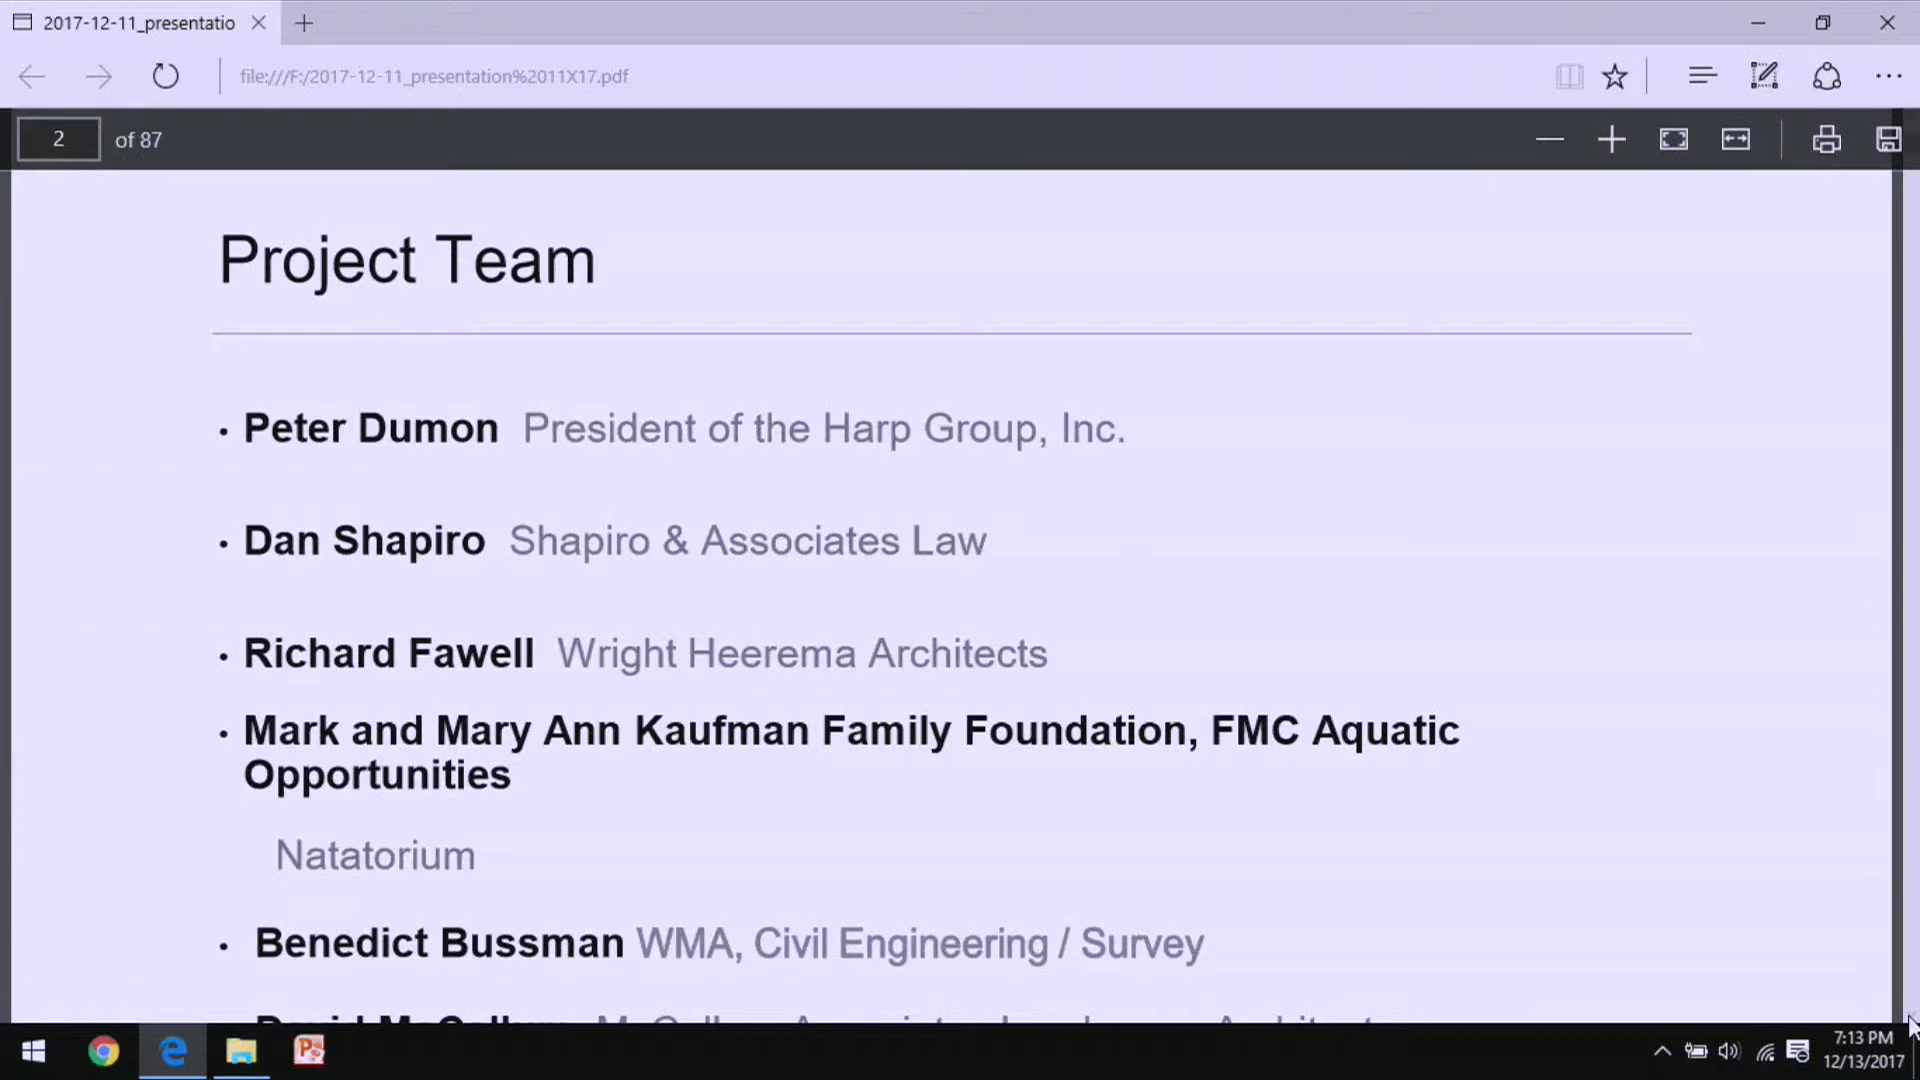 2017-12-11_presentatio
file:///F:/2017-12-11_presentation%2011X17.pdf
2 of 87
Project Team
• Peter Dumon President of the Harp Group, Inc.
• Dan Shapiro Shapiro & Associates Law
• Richard Fawell Wright Heerema Architects
• Mark and Mary Ann Kaufman Family Foundation, FMC Aquatic
Opportunities
Natatorium
• Benedict Bussman WMA, Civil Engineering / Survey
7:13 PM
12/13/2017